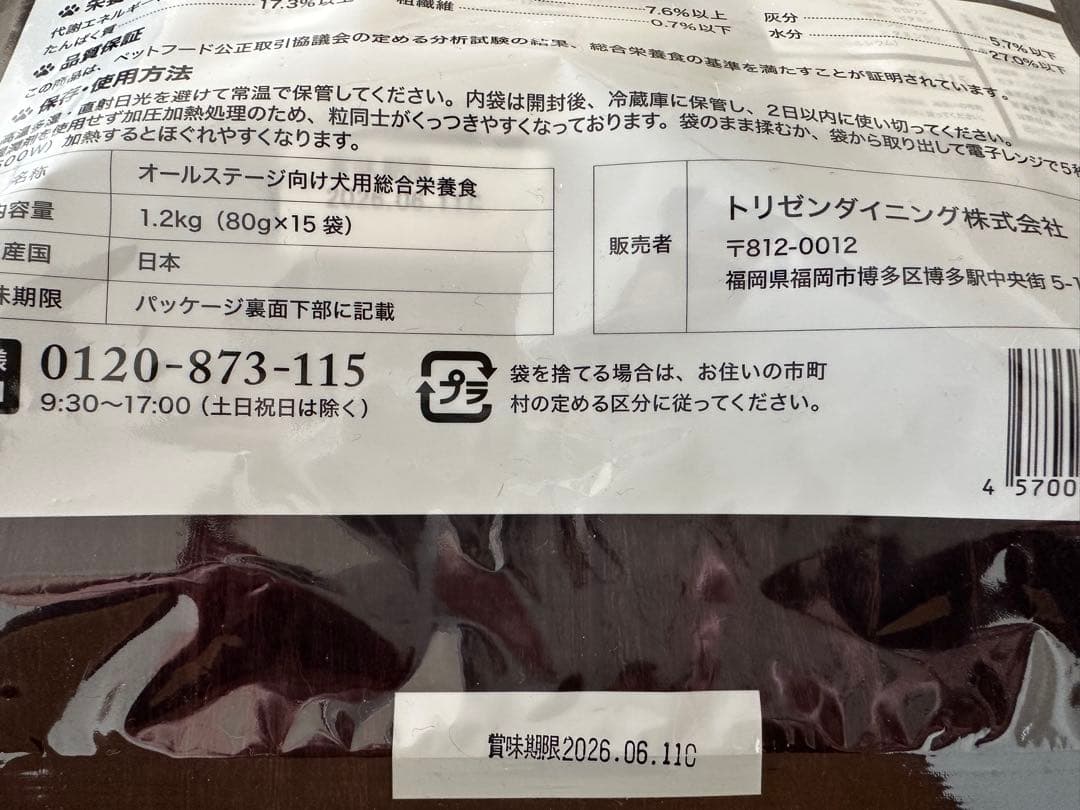 栄養
代謝エネルギー
たんぱく質 17.3%以上
粗繊維 7.6%以上
0.7%以下
灰分 5.7%以下
水分 27.0%以下
品質保証
この商品は、ペットフード公正取引協議会の定める分析試験の結果、総合栄養食の基準を満たすことが証明されています。
保存・使用方法
高温多湿・直射日光を避けて常温で保管してください。内袋は開封後、冷蔵庫に保管し、2日以内に使い切ってください。
湿潤剤を使用せず加圧加熱処理のため、粒同士がくっつきやすくなっております。袋のまま揉むか、袋から取り出して電子レンジで5秒
500W）加熱するとほぐれやすくなります。
名称 オールステージ向け犬用総合栄養食
内容量 1.2kg（80g×15 袋）
産国 日本
味期限 パッケージ裏面下部に記載
販売者
トリゼンダイニング株式会社
〒812-0012
福岡県福岡市博多区博多駅中央街 5-1
様
0120-873-115
9:30〜17:00（土日祝日は除く）
プラ
袋を捨てる場合は、お住いの市町
村の定める区分に従ってください。
4 5700
賞味期限2026.06.11